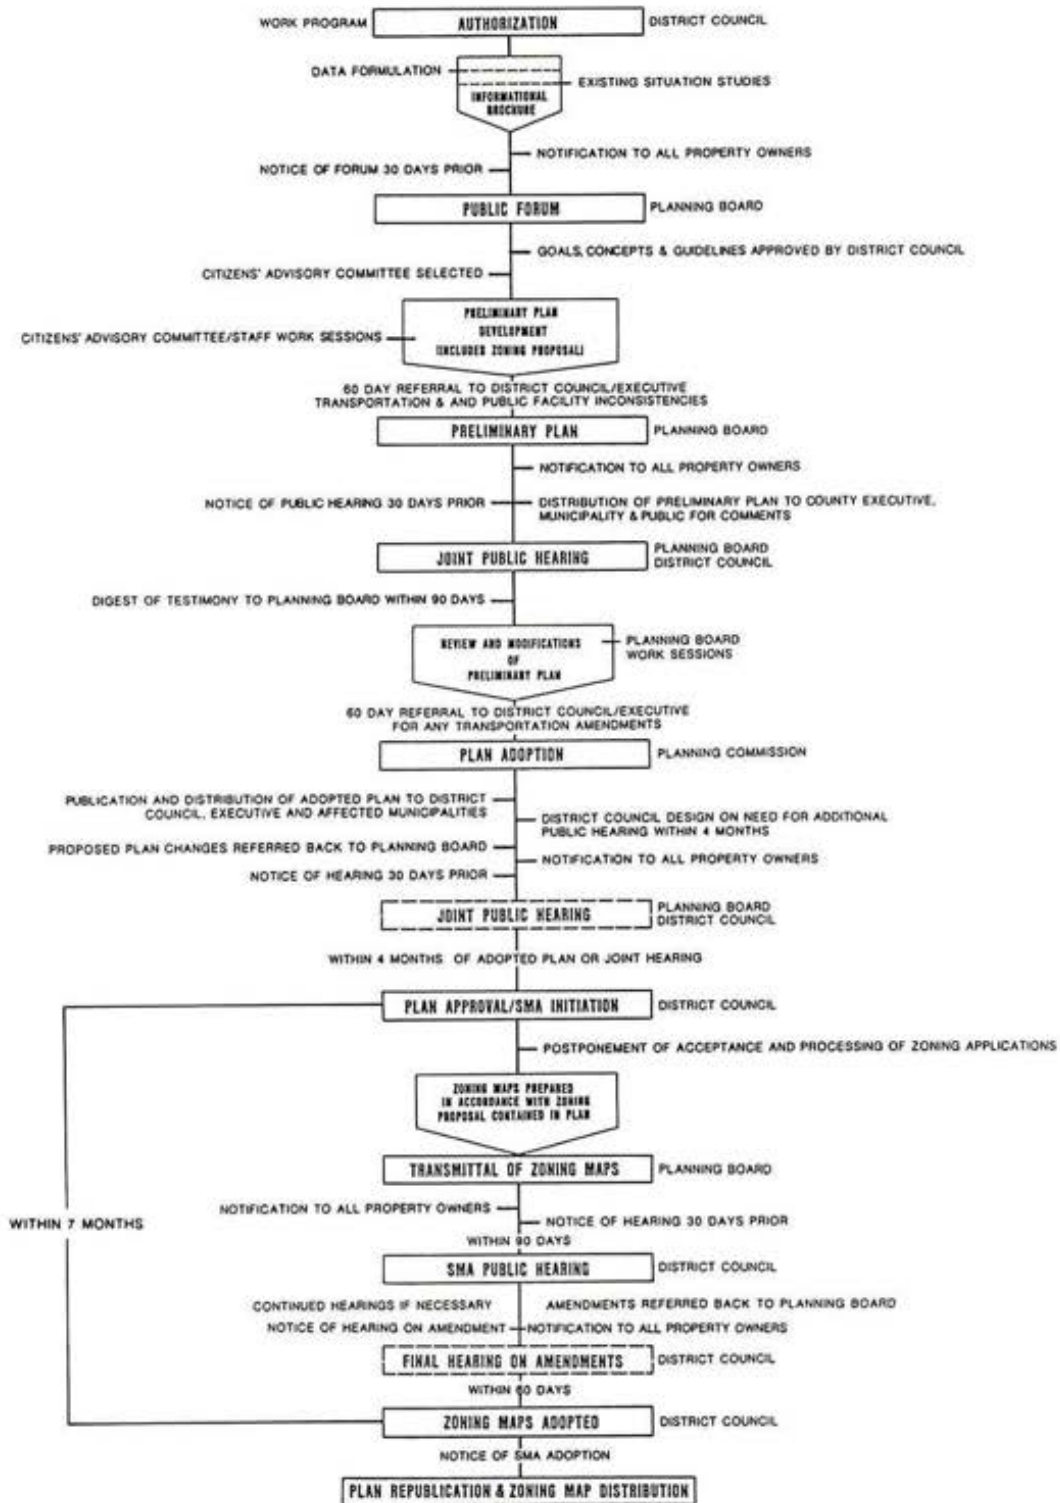 WORK PROGRAM
AUTHORIZATION
DISTRICT COUNCIL
DATA FORMULATION
EXISTING SITUATION STUDIES
INFORMATIONAL
BROCHURE
NOTIFICATION TO ALL PROPERTY OWNERS
NOTICE OF FORUM 30 DAYS PRIOR
PUBLIC FORUM
PLANNING BOARD
GOALS, CONCEPTS & GUIDELINES APPROVED BY DISTRICT COUNCIL
CITIZENS' ADVISORY COMMITTEE SELECTED
PRELIMINARY PLAN
DEVELOPMENT
(INCLUDES ZONING PROPOSAL)
CITIZENS' ADVISORY COMMITTEE/STAFF WORK SESSIONS
60 DAY REFERRAL TO DISTRICT COUNCIL/EXECUTIVE
TRANSPORTATION & AND PUBLIC FACILITY INCONSISTENCIES
PRELIMINARY PLAN
PLANNING BOARD
NOTIFICATION TO ALL PROPERTY OWNERS
NOTICE OF PUBLIC HEARING 30 DAYS PRIOR
DISTRIBUTION OF PRELIMINARY PLAN TO COUNTY EXECUTIVE,
MUNICIPALITY & PUBLIC FOR COMMENTS
JOINT PUBLIC HEARING
PLANNING BOARD
DISTRICT COUNCIL
DIGEST OF TESTIMONY TO PLANNING BOARD WITHIN 90 DAYS
REVIEW AND MODIFICATIONS
OF
PRELIMINARY PLAN
PLANNING BOARD
WORK SESSIONS
60 DAY REFERRAL TO DISTRICT COUNCIL/EXECUTIVE
FOR ANY TRANSPORTATION AMENDMENTS
PLAN ADOPTION
PLANNING COMMISSION
PUBLICATION AND DISTRIBUTION OF ADOPTED PLAN TO DISTRICT
COUNCIL, EXECUTIVE AND AFFECTED MUNICIPALITIES
DISTRICT COUNCIL DESIGN ON NEED FOR ADDITIONAL
PUBLIC HEARING WITHIN 4 MONTHS
PROPOSED PLAN CHANGES REFERRED BACK TO PLANNING BOARD
NOTIFICATION TO ALL PROPERTY OWNERS
NOTICE OF HEARING 30 DAYS PRIOR
JOINT PUBLIC HEARING
PLANNING BOARD
DISTRICT COUNCIL
WITHIN 4 MONTHS OF ADOPTED PLAN OR JOINT HEARING
PLAN APPROVAL/SMA INITIATION
DISTRICT COUNCIL
POSTPONEMENT OF ACCEPTANCE AND PROCESSING OF ZONING APPLICATIONS
ZONING MAPS PREPARED
IN ACCORDANCE WITH ZONING
PROPOSAL CONTAINED IN PLAN
TRANSMITTAL OF ZONING MAPS
PLANNING BOARD
NOTIFICATION TO ALL PROPERTY OWNERS
NOTICE OF HEARING 30 DAYS PRIOR
WITHIN 7 MONTHS
WITHIN 90 DAYS
SMA PUBLIC HEARING
DISTRICT COUNCIL
CONTINUED HEARINGS IF NECESSARY
AMENDMENTS REFERRED BACK TO PLANNING BOARD
NOTICE OF HEARING ON AMENDMENT
NOTIFICATION TO ALL PROPERTY OWNERS
FINAL HEARING ON AMENDMENTS
DISTRICT COUNCIL
WITHIN 60 DAYS
ZONING MAPS ADOPTED
DISTRICT COUNCIL
NOTICE OF SMA ADOPTION
PLAN REPUBLICATION & ZONING MAP DISTRIBUTION